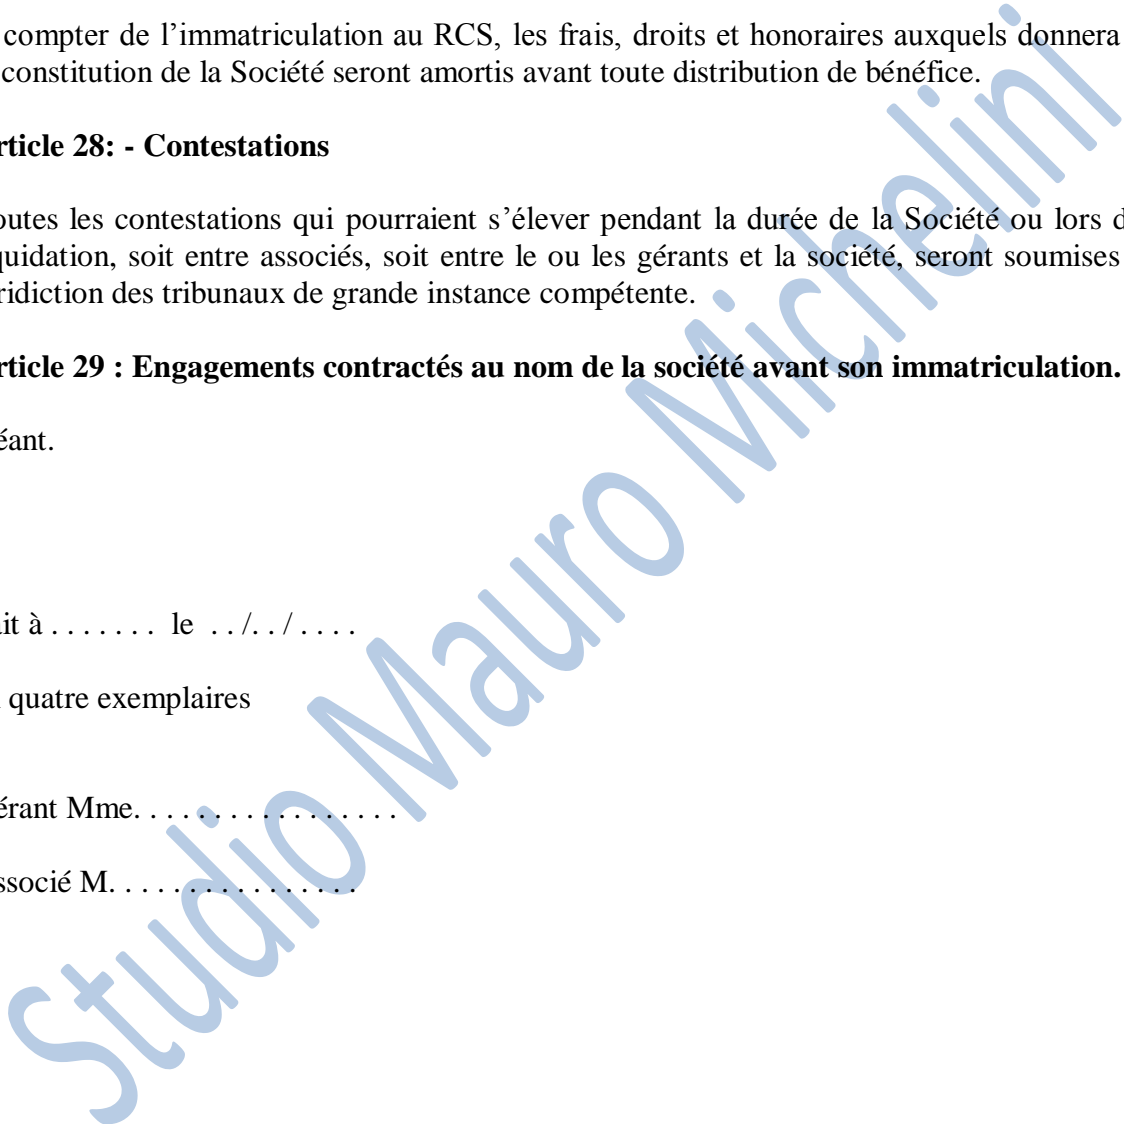 compter de l’immatriculation au RCS, les frais, droits et honoraires auxquels donnera
constitution de la Société seront amortis avant toute distribution de bénéfice.
rticle 28: - Contestations
outes les contestations qui pourraient s’élever pendant la durée de la Société ou lors d
quidation, soit entre associés, soit entre le ou les gérants et la société, seront soumises
ridiction des tribunaux de grande instance compétente.
rticle 29 : Engagements contractés au nom de la société avant son immatriculation.
éant.
ait à . . . . . . . le . . /. . / . . . .
quatre exemplaires
érant Mme. . . . . . . . . . . . . . . . .
ssocié M. . . . . . . . . . . . . . . .
Studio Mauro Michelini